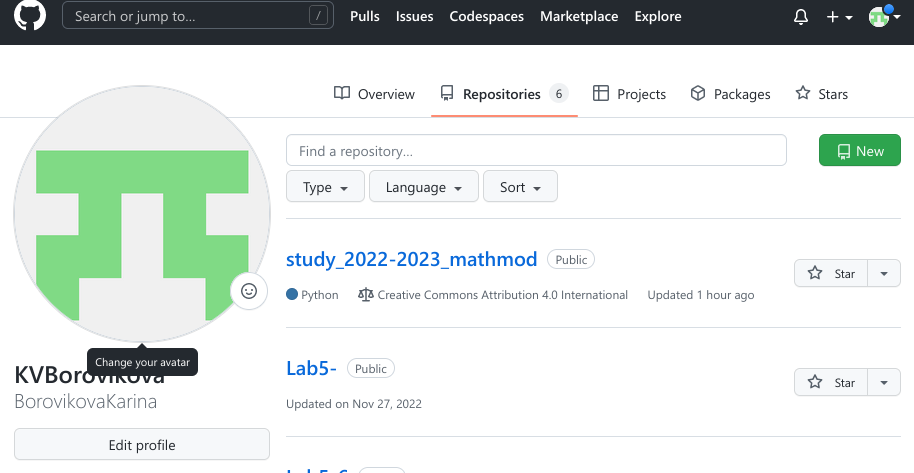 Search or jump to... / Pulls Issues Codespaces Marketplace Explore
Overview Repositories 6 Projects Packages Stars
Find a repository... New
Type Language Sort
study_2022-2023_mathmod Public Star
Python Creative Commons Attribution 4.0 International Updated 1 hour ago
Change your avatar
KVBorovikova
BorovikovaKarina
Edit profile
Lab5- Public Star
Updated on Nov 27, 2022